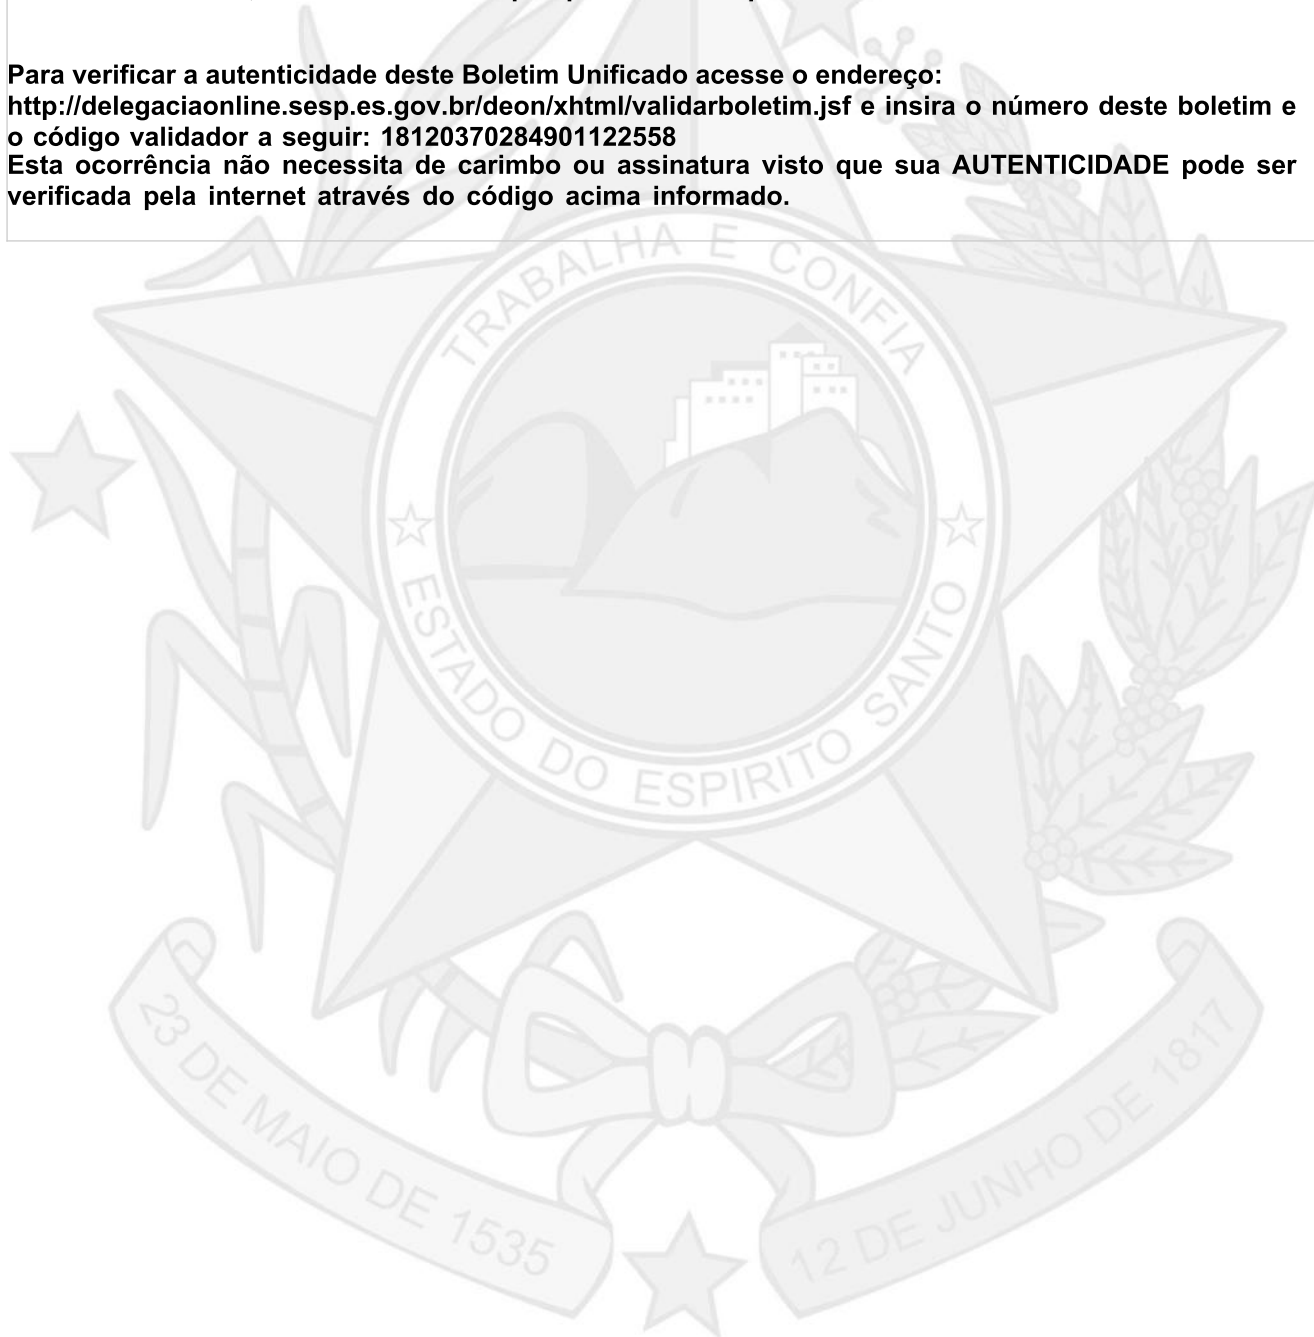 Para verificar a autenticidade deste Boletim Unificado acesse o endereço:
http://delegaciaonline.sesp.es.gov.br/deon/xhtml/validarboletim.jsf e insira o número deste boletim e
o código validador a seguir: 18120370284901122558
Esta ocorrência não necessita de carimbo ou assinatura visto que sua AUTENTICIDADE pode ser
verificada pela internet através do código acima informado.
TRABALHA E CONFIA
ESTADO DO ESPIRITO SANTO
23 DE MAIO DE 1535
12 DE JUNHO DE 1817